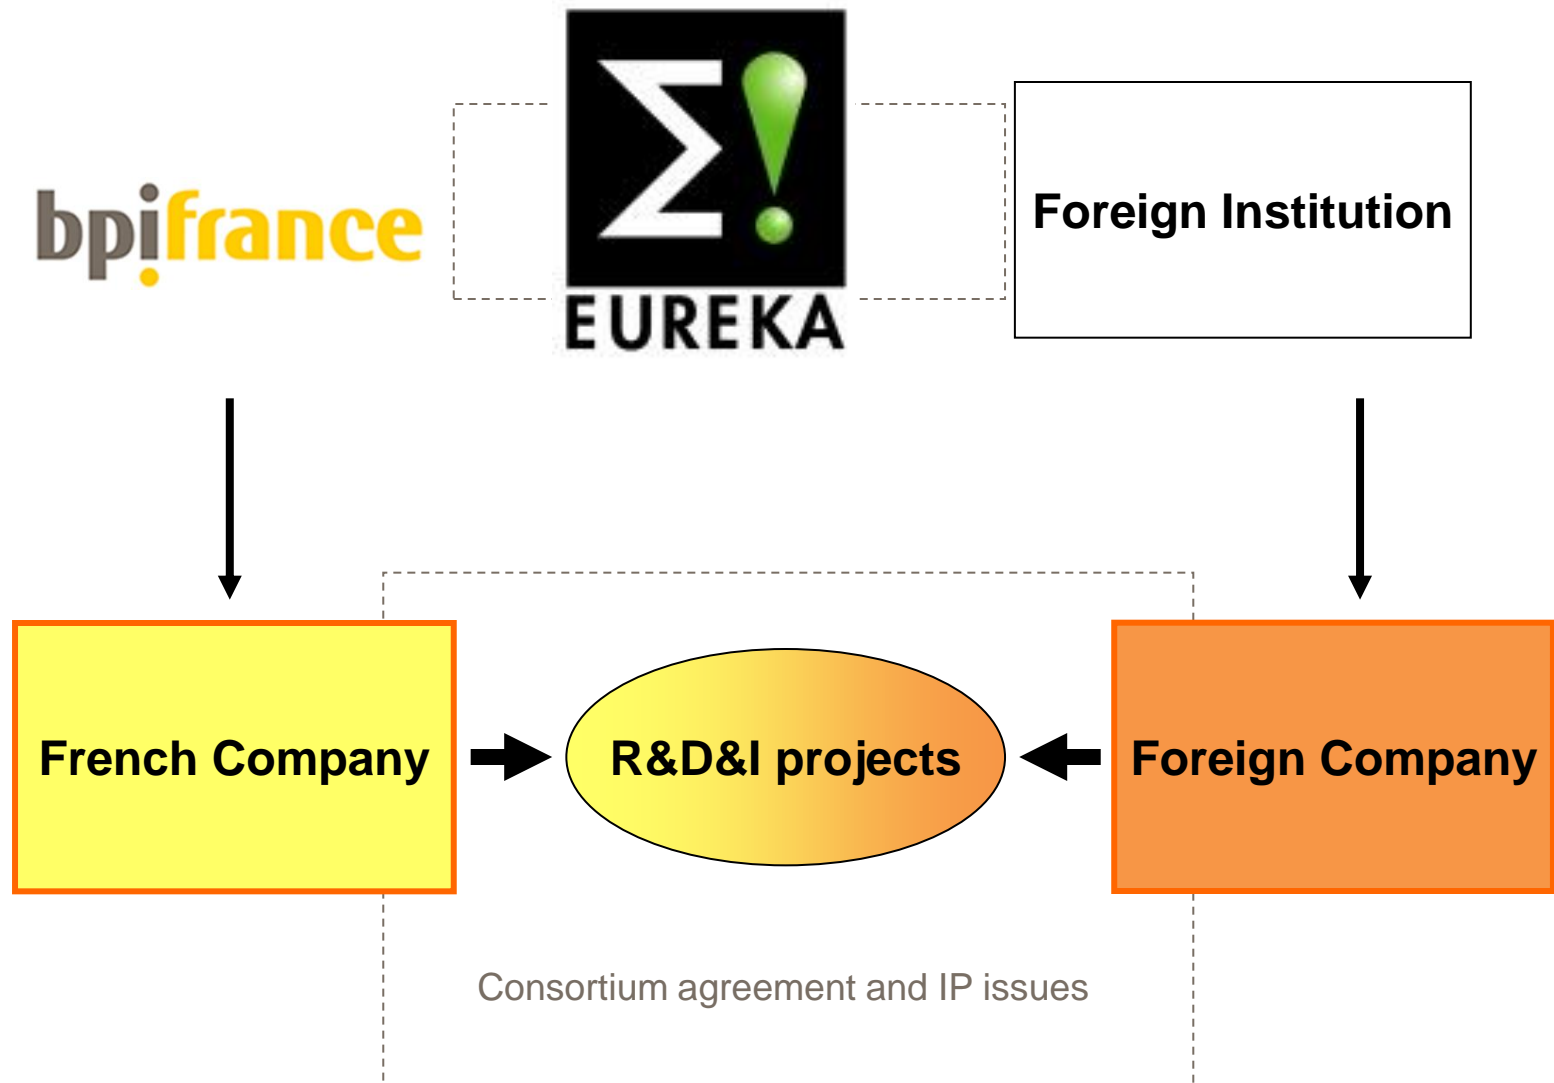 bpifrance
Σ!
EUREKA
Foreign Institution
French Company
R&D&I projects
Foreign Company
Consortium agreement and IP issues